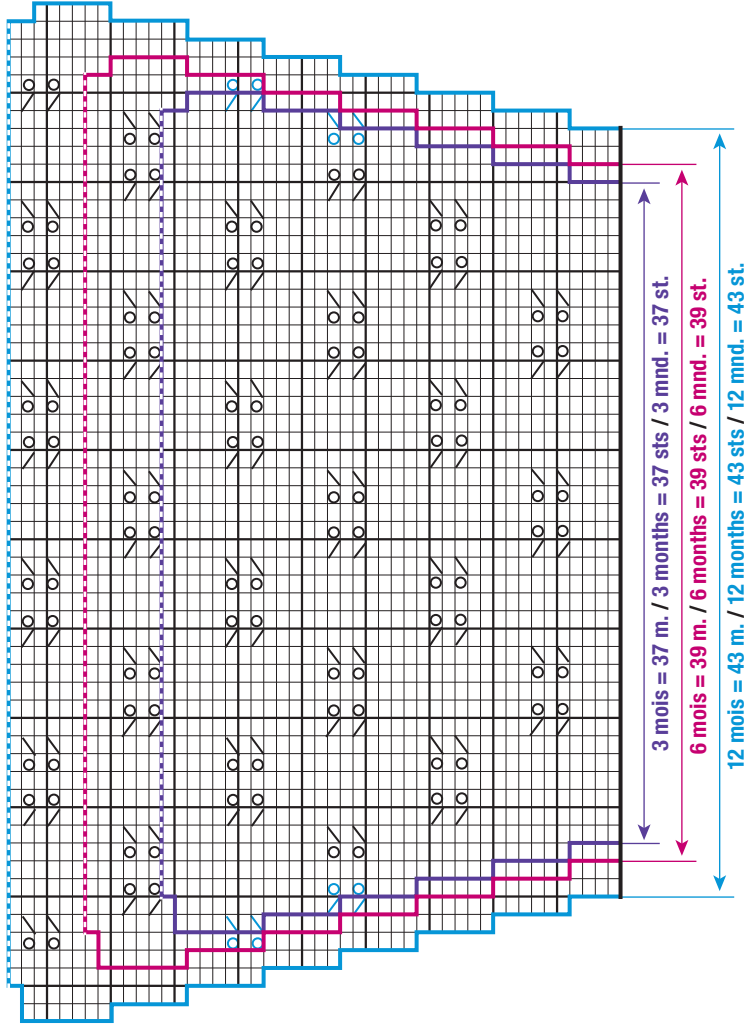 3 mois = 37 m. / 3 months = 37 sts / 3 mnd. = 37 st.
6 mois = 39 m. / 6 months = 39 sts / 6 mnd. = 39 st.
12 mois = 43 m. / 12 months = 43 sts / 12 mnd. = 43 st.